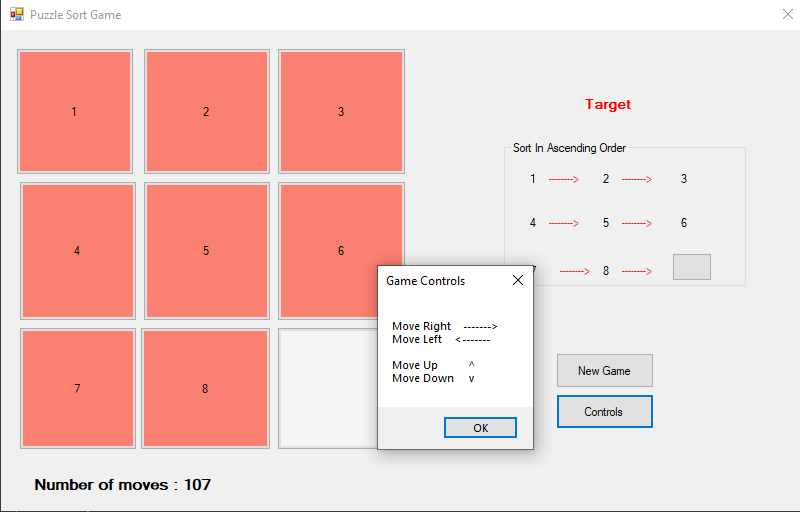 Puzzle Sort Game
1 2 3
Target
Sort In Ascending Order
1 -------> 2 -------> 3
4 5 6
4 -------> 5 -------> 6
-------> 8 ------->
Game Controls
Move Right ------->
Move Left <-------
Move Up ^
Move Down v
OK
7 8
New Game
Controls
Number of moves : 107